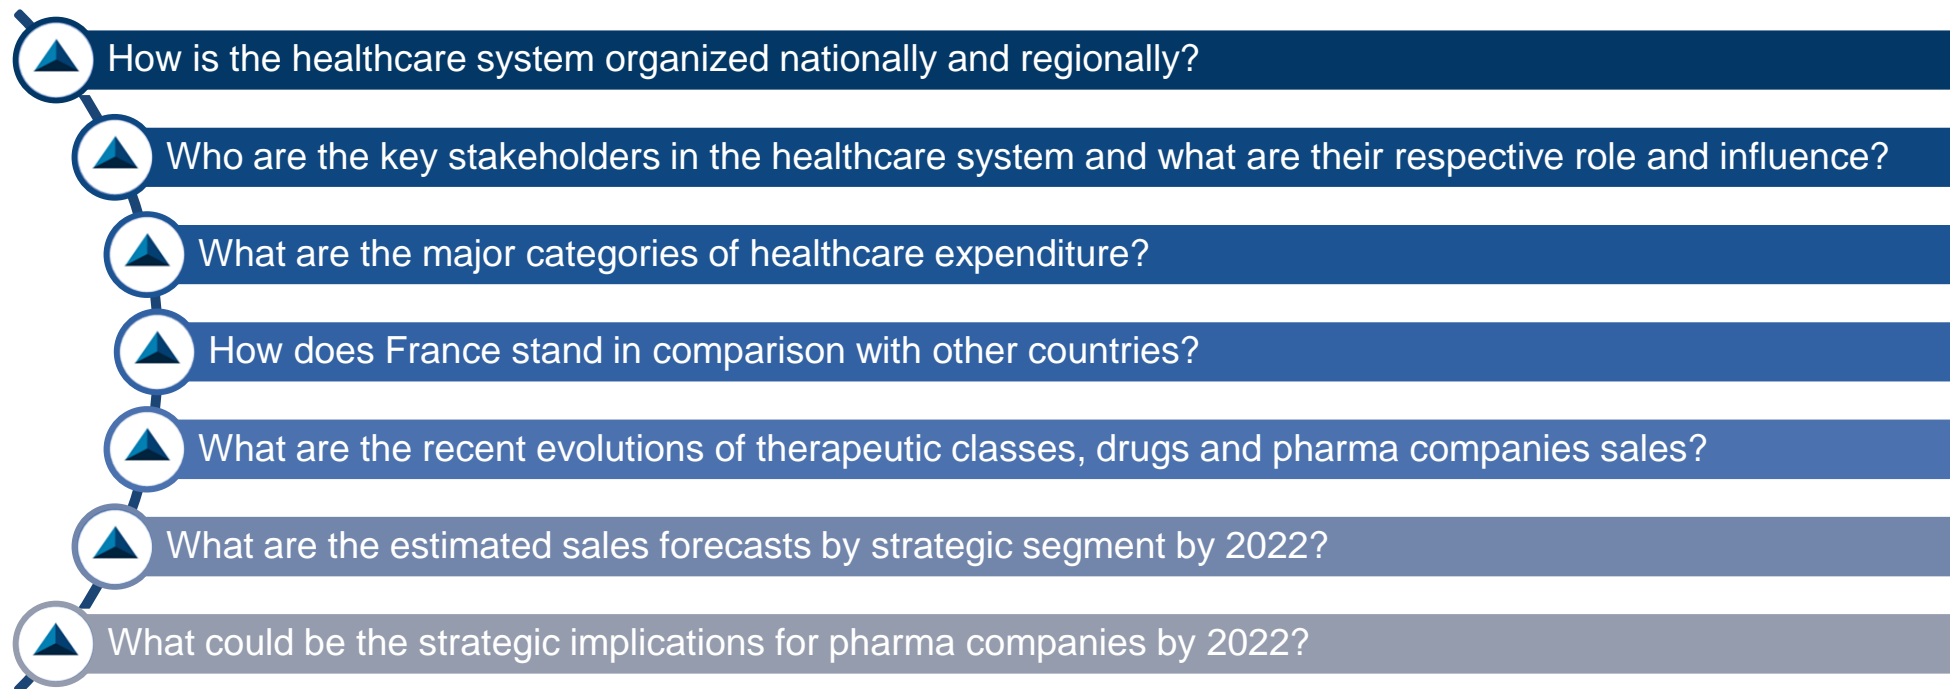 How is the healthcare system organized nationally and regionally?
Who are the key stakeholders in the healthcare system and what are their respective role and influence?
What are the major categories of healthcare expenditure?
How does France stand in comparison with other countries?
What are the recent evolutions of therapeutic classes, drugs and pharma companies sales?
What are the estimated sales forecasts by strategic segment by 2022?
What could be the strategic implications for pharma companies by 2022?